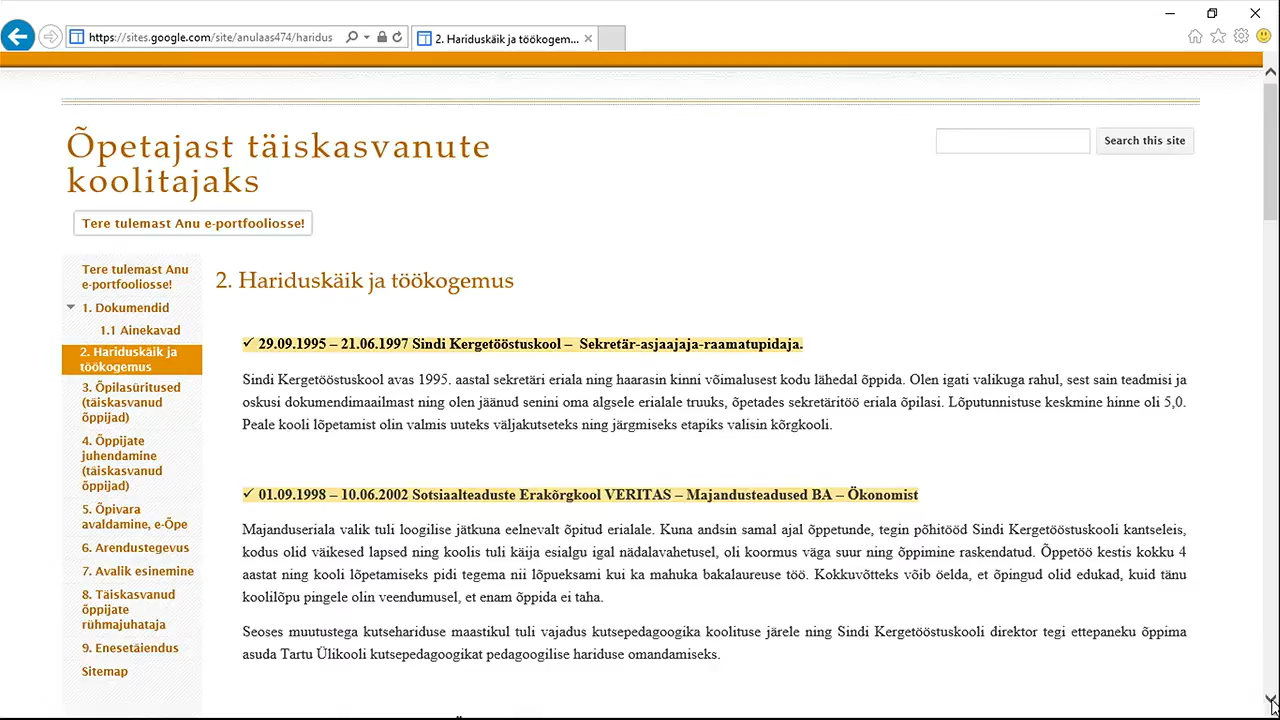 https://sites.google.com/site/anulaas474/haridus
2. Hariduskäik ja töökogem...
Õpetajast täiskasvanute
koolitajaks
Search this site
Tere tulemast Anu e-portfooliosse!
Tere tulemast Anu
e-portfooliosse!
1. Dokumendid
1.1 Ainekavad
2. Hariduskäik ja
töökogemus
3. Õpilasüritused
(täiskasvanud
õppijad)
4. Õppijate
juhendamine
(täiskasvanud
õppijad)
5. Õpivara
avaldamine, e-Õpe
6. Arendustegevus
7. Avalik esinemine
8. Täiskasvanud
õppijate
rühmajuhataja
9. Enesetäiendus
Sitemap
2. Hariduskäik ja töökogemus
✓ 29.09.1995 – 21.06.1997 Sindi Kergetööstuskool – Sekretär-asjaajaja-raamatupidaja.
Sindi Kergetööstuskool avas 1995. aastal sekretäri eriala ning haarasin kinni võimalusest kodu lähedal õppida. Olen igati valikuga rahul, sest sain teadmisi ja
oskusi dokumendimaailmast ning olen jäänud senini oma algsele erialale truuks, õpetades sekretäritöö eriala õpilasi. Lõputunnistuse keskmine hinne oli 5,0.
Peale kooli lõpetamist olin valmis uuteks väljakutseteks ning järgmiseks etapiks valisin kõrgkooli.
✓ 01.09.1998 – 10.06.2002 Sotsiaalteaduste Erakõrgkool VERITAS – Majandusteadused BA – Ökonomist
Majanduseriala valik tuli loogilise jätkuna eelnevalt õpitud erialale. Kuna andsin samal ajal õppetunde, tegin põhitööd Sindi Kergetööstuskooli kantseleis,
kodus olid väikesed lapsed ning koolis tuli käija esialgu igal nädalavahetusel, oli koormus väga suur ning õppimine raskendatud. Õppetöö kestis kokku 4
aastat ning kooli lõpetamiseks pidi tegema nii lõpueksami kui ka mahuka bakalaureuse töö. Kokkuvõtteks võib öelda, et õpingud olid edukad, kuid tänu
koolilõpu pingele olin veendumusel, et enam õppida ei taha.
Seoses muutustega kutsehariduse maastikul tuli vajadus kutsepedagoogika koolituse järele ning Sindi Kergetööstuskooli direktor tegi ettepaneku õppima
asuda Tartu Ülikooli kutsepedagoogikat pedagoogilise hariduse omandamiseks.